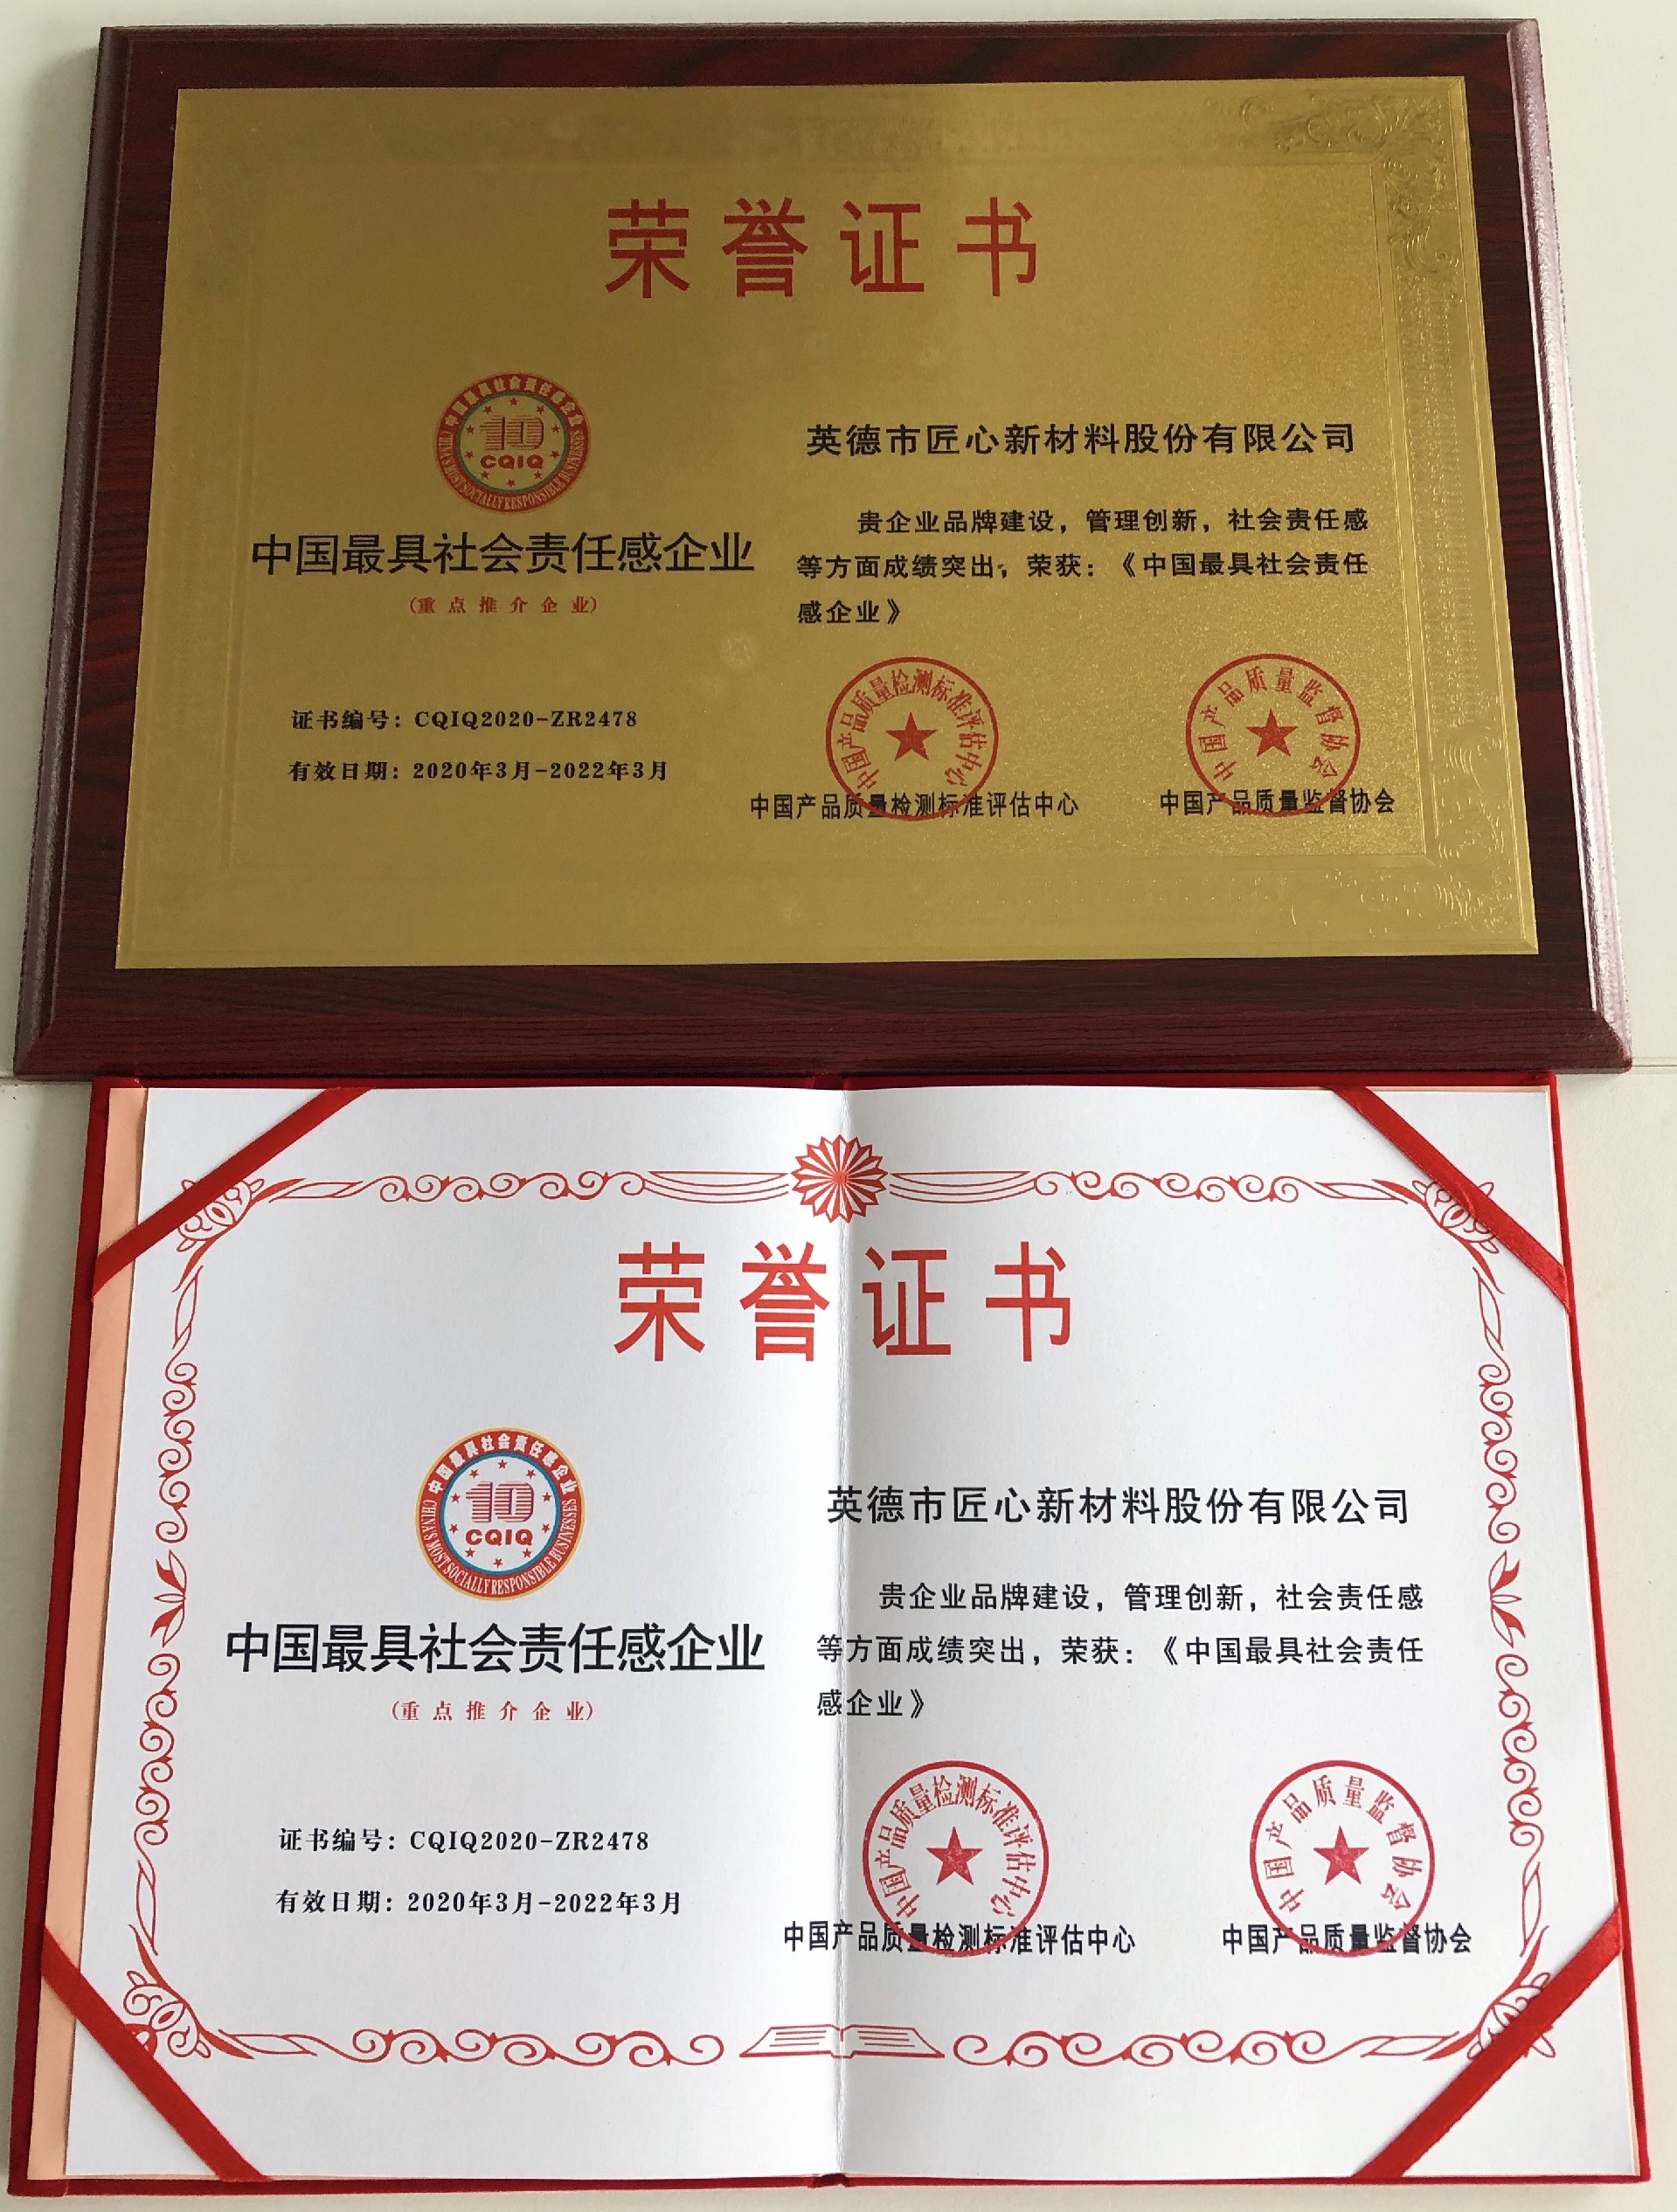 荣誉证书
中国最具社会责任感企业
10
CQIQ
CHINA'S MOST SOCIALLY RESPONSIBLE BUSINESSES
中国最具社会责任感企业
(重点推介企业)
证书编号：CQIQ2020-ZR2478
有效日期：2020年3月-2022年3月
英德市匠心新材料股份有限公司
贵企业品牌建设，管理创新，社会责任感
等方面成绩突出，荣获：《中国最具社会责任
感企业》
中国产品质量检测标准评估中心
中国产品质量检测标准评估中心
中国产品质量监督协会
中国产品质量监督协会
荣誉证书
中国最具社会责任感企业
10
CQIQ
CHINA'S MOST SOCIALLY RESPONSIBLE BUSINESSES
中国最具社会责任感企业
(重点推介企业)
证书编号：CQIQ2020-ZR2478
有效日期：2020年3月-2022年3月
英德市匠心新材料股份有限公司
贵企业品牌建设，管理创新，社会责任感
等方面成绩突出，荣获：《中国最具社会责任
感企业》
中国产品质量检测标准评估中心
中国产品质量检测标准评估中心
中国产品质量监督协会
中国产品质量监督协会